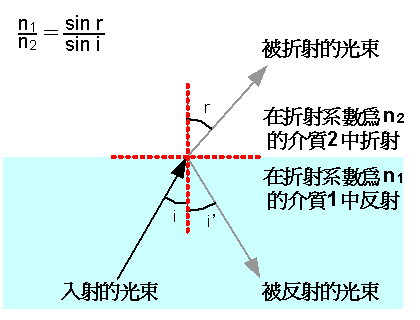 n1/n2 = sin r/sin i
被折射的光束
r
在折射系數爲n2
的介質2中折射
在折射系數爲n1
的介質1中反射
i
i'
入射的光束
被反射的光束